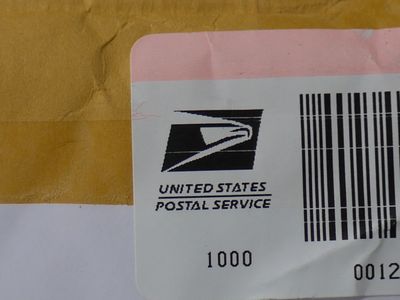 UNITED STATES
POSTAL SERVICE
1000
0012